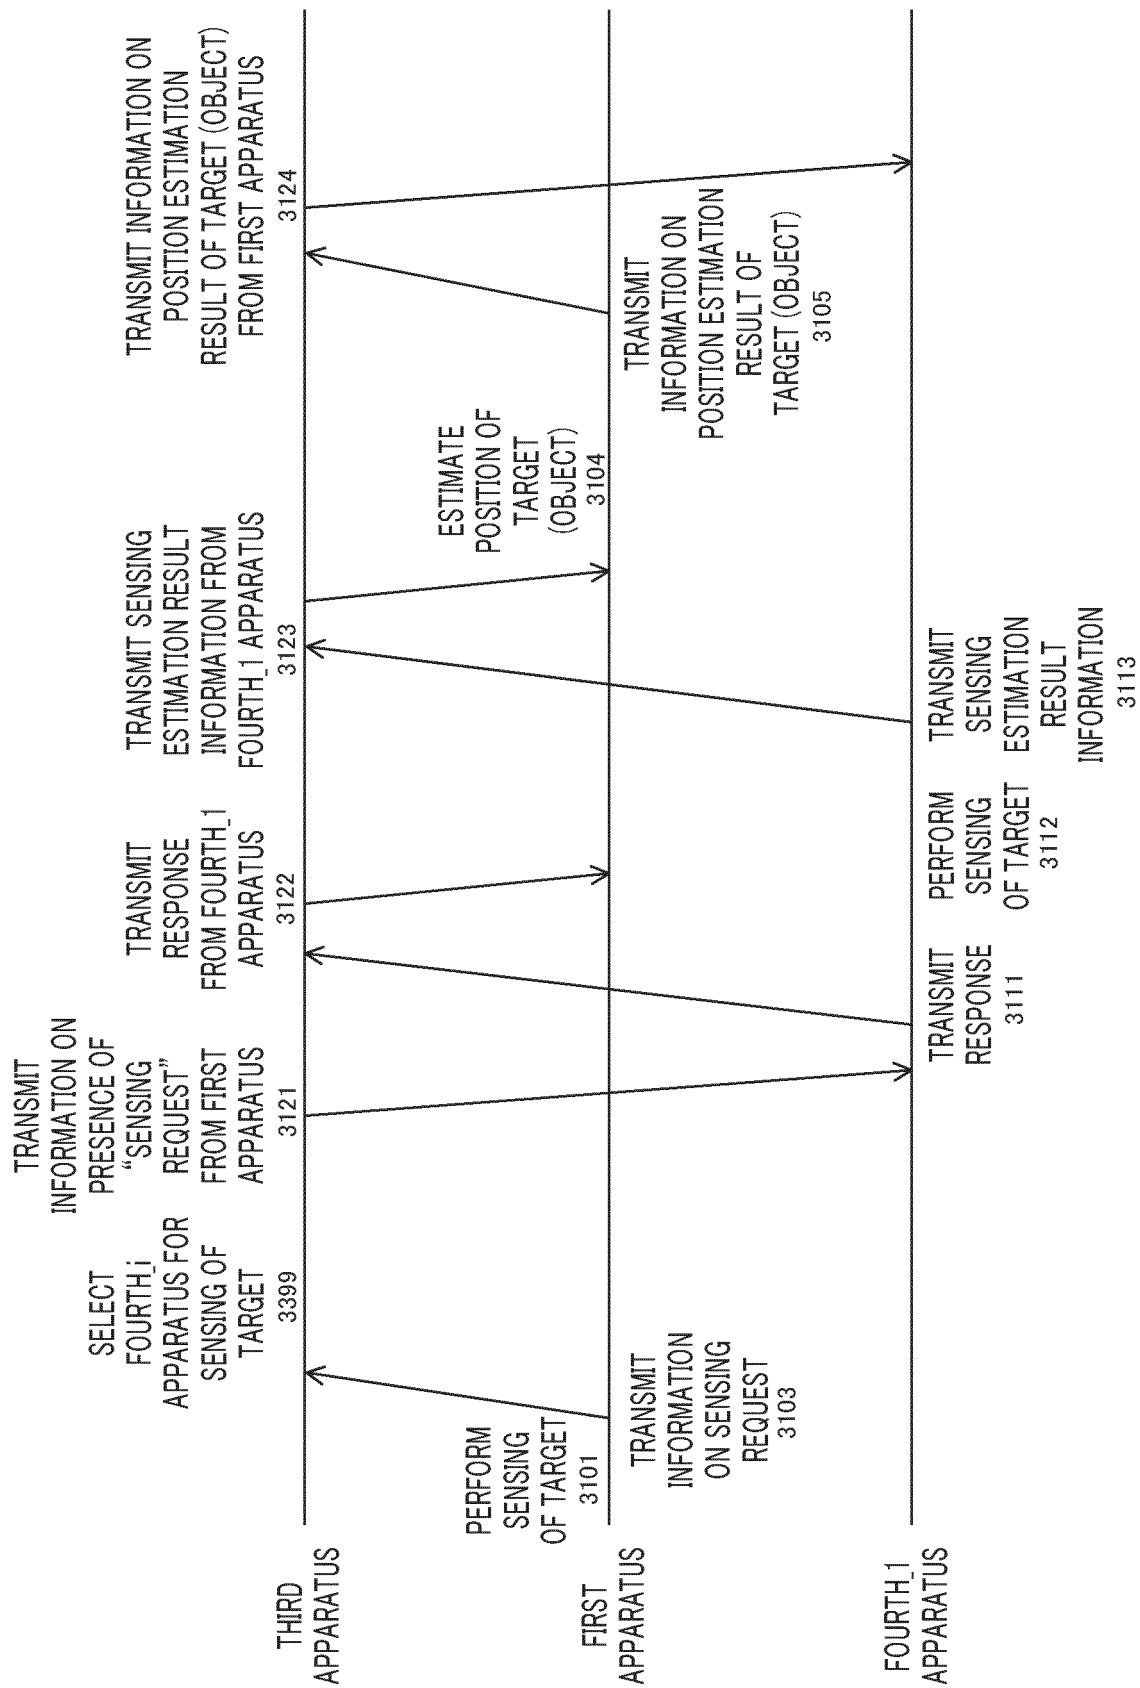 THIRD
APPARATUS
SELECT
FOURTH_i
APPARATUS FOR
SENSING OF
TARGET
3399
TRANSMIT
INFORMATION ON
PRESENCE OF
“SENSING
REQUEST”
FROM FIRST
APPARATUS
3121
TRANSMIT
RESPONSE
FROM FOURTH_1
APPARATUS
3122
TRANSMIT SENSING
ESTIMATION RESULT
INFORMATION FROM
FOURTH_1 APPARATUS
3123
TRANSMIT INFORMATION ON
POSITION ESTIMATION
RESULT OF TARGET (OBJECT)
FROM FIRST APPARATUS
3124
FIRST
APPARATUS
PERFORM
SENSING
OF TARGET
3101
TRANSMIT
INFORMATION
ON SENSING
REQUEST
3103
ESTIMATE
POSITION OF
TARGET
(OBJECT)
3104
TRANSMIT
INFORMATION ON
POSITION ESTIMATION
RESULT OF
TARGET (OBJECT)
3105
FOURTH_1
APPARATUS
TRANSMIT
RESPONSE
3111
PERFORM
SENSING
OF TARGET
3112
TRANSMIT
SENSING
ESTIMATION
RESULT
INFORMATION
3113